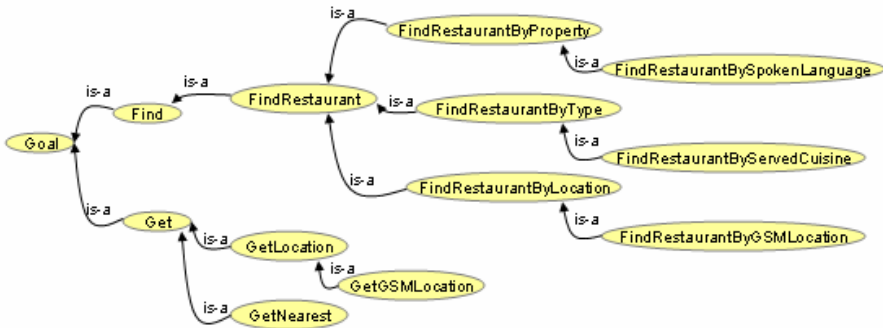 is-a
FindRestaurantByProperty
is-a
FindRestaurantBySpokenLanguage
is-a
is-a
FindRestaurant
is-a
FindRestaurantByType
Find
is-a
Goal
FindRestaurantByServedCuisine
is-a
FindRestaurantByLocation
is-a
Get
is-a
FindRestaurantByGSMLocation
is-a
GetLocation
is-a
GetGSMLocation
is-a
GetNearest